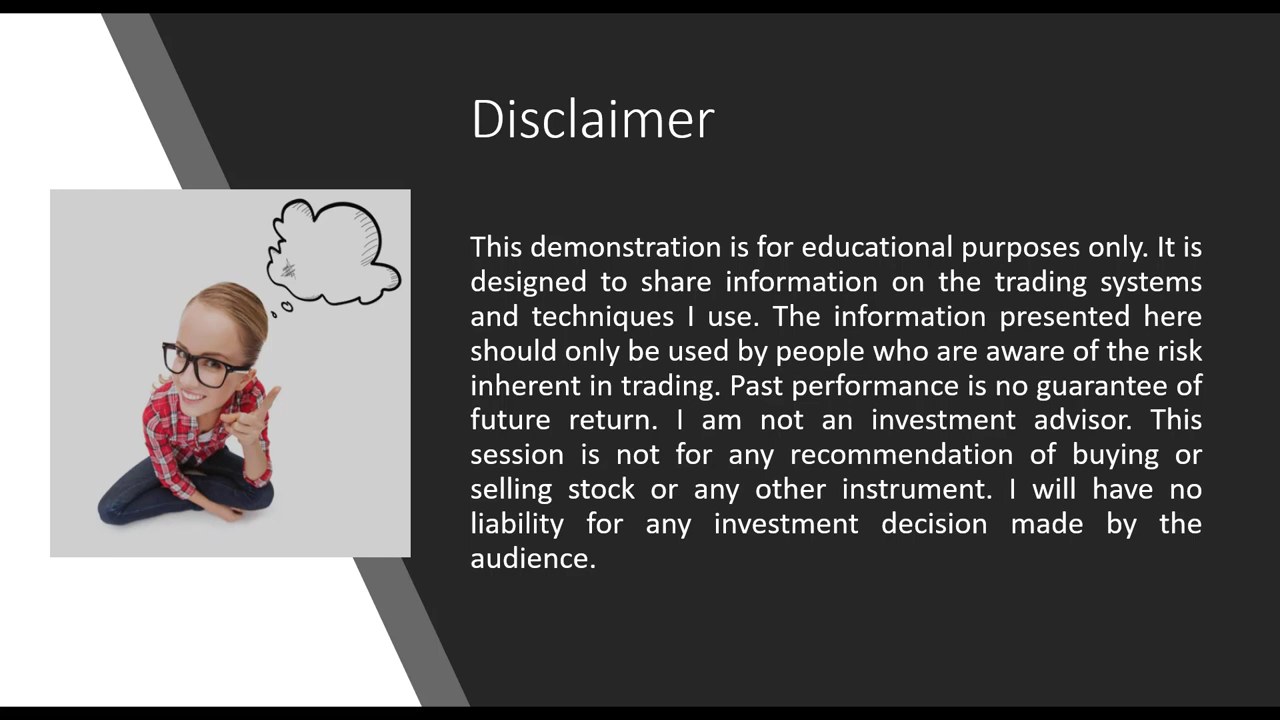 Disclaimer
This demonstration is for educational purposes only. It is
designed to share information on the trading systems
and techniques I use. The information presented here
should only be used by people who are aware of the risk
inherent in trading. Past performance is no guarantee of
future return. I am not an investment advisor. This
session is not for any recommendation of buying or
selling stock or any other instrument. I will have no
liability for any investment decision made by the
audience.